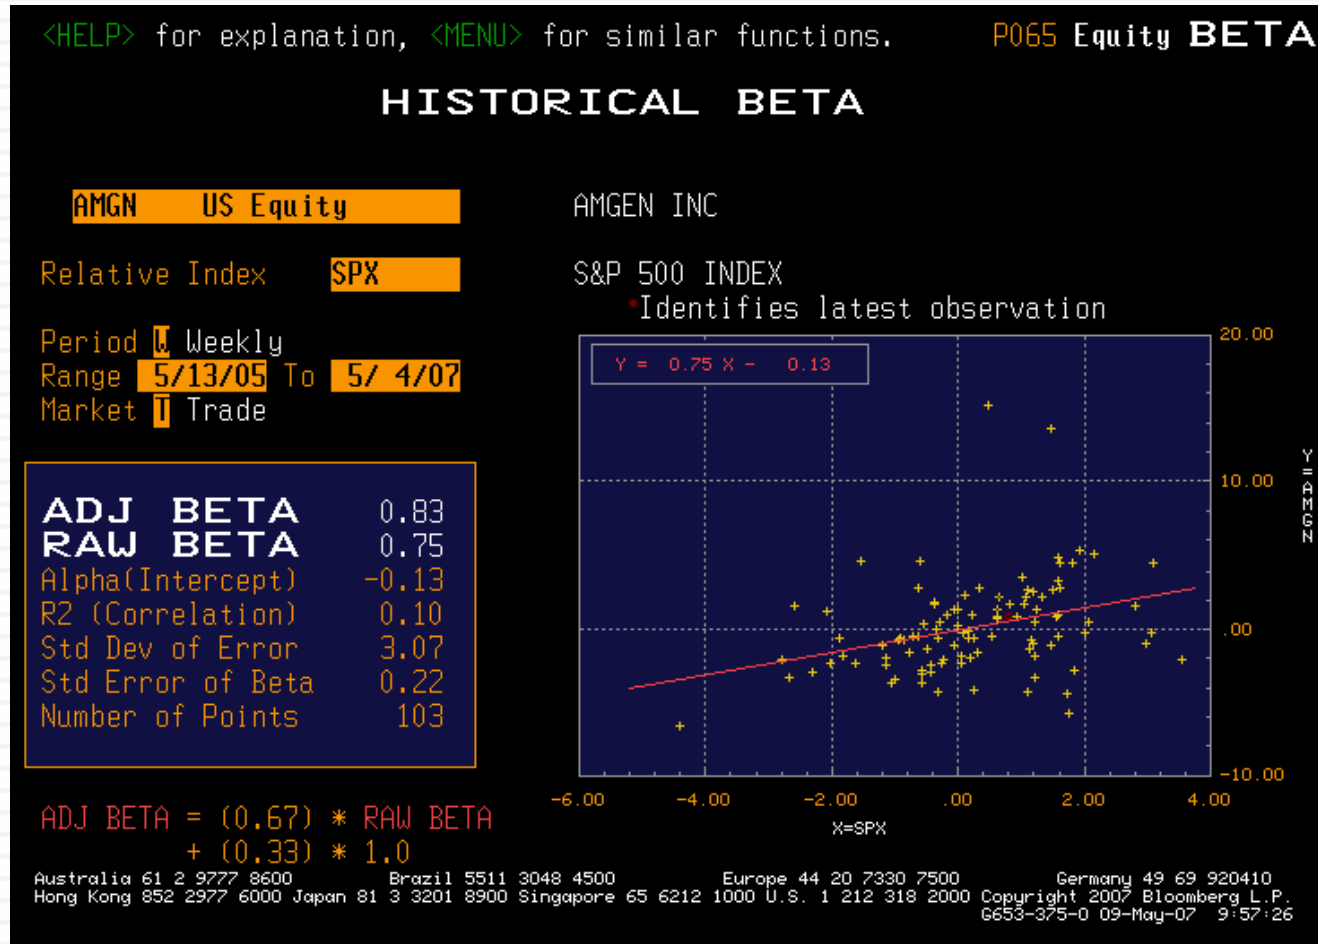 <HELP> for explanation, <MENU> for similar functions. P065 Equity BETA
HISTORICAL BETA
AMGN US Equity
AMGEN INC
Relative Index SPX
S&P 500 INDEX
*Identifies latest observation
Period W Weekly
Range 5/13/05 To 5/ 4/07
Market T Trade
Y = 0.75 X - 0.13
20.00
10.00
.00
-10.00
Y=AMGN
-6.00 -4.00 -2.00 .00 2.00 4.00
X=SPX
ADJ BETA 0.83
RAW BETA 0.75
Alpha(Intercept) -0.13
R2 (Correlation) 0.10
Std Dev of Error 3.07
Std Error of Beta 0.22
Number of Points 103
ADJ BETA = (0.67) * RAW BETA
+ (0.33) * 1.0
Australia 61 2 9777 8600 Brazil 5511 3048 4500 Europe 44 20 7330 7500 Germany 49 69 920410
Hong Kong 852 2977 6000 Japan 81 3 3201 8900 Singapore 65 6212 1000 U.S. 1 212 318 2000 Copyright 2007 Bloomberg L.P.
G653-375-0 09-May-07 9:57:26